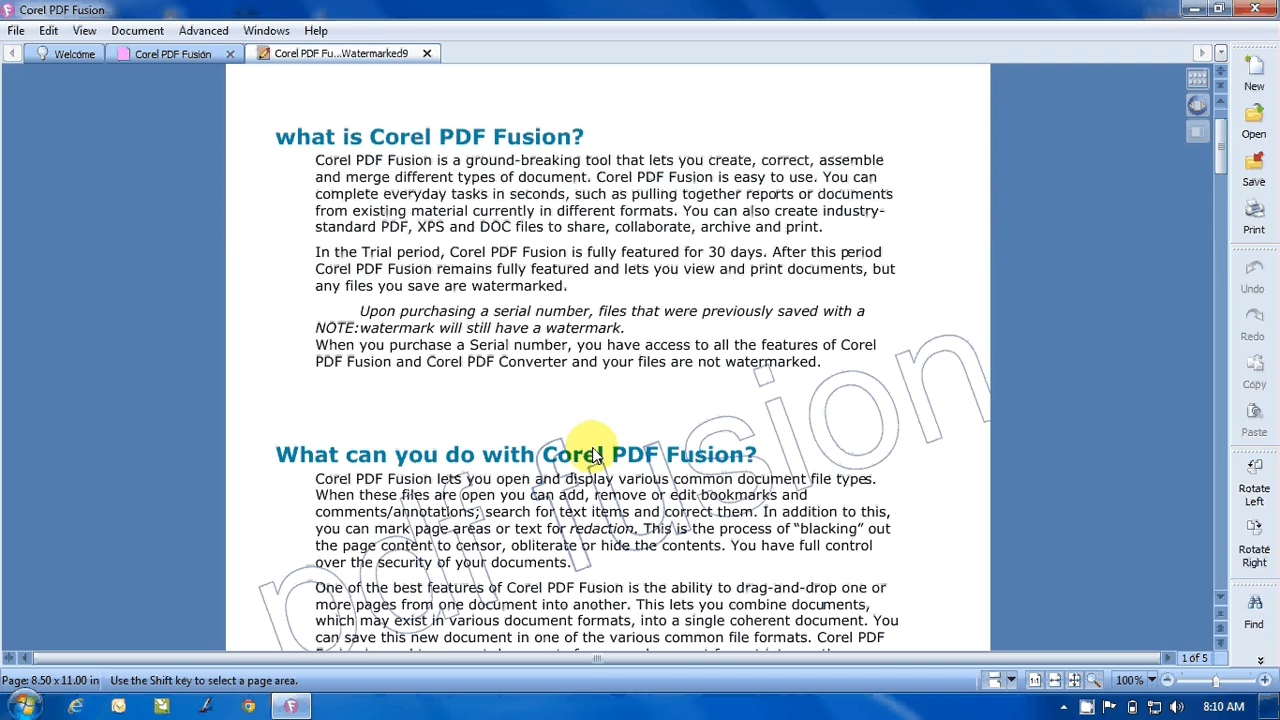 Corel PDF Fusion
File Edit View Document Advanced Windows Help
Welcome Corel PDF Fusion Corel PDF Fu...Watermarked9
what is Corel PDF Fusion?
Corel PDF Fusion is a ground-breaking tool that lets you create, correct, assemble
and merge different types of document. Corel PDF Fusion is easy to use. You can
complete everyday tasks in seconds, such as pulling together reports or documents
from existing material currently in different formats. You can also create industry-
standard PDF, XPS and DOC files to share, collaborate, archive and print.
In the Trial period, Corel PDF Fusion is fully featured for 30 days. After this period
Corel PDF Fusion remains fully featured and lets you view and print documents, but
any files you save are watermarked.
Upon purchasing a serial number, files that were previously saved with a
NOTE:watermark will still have a watermark.
When you purchase a Serial number, you have access to all the features of Corel
PDF Fusion and Corel PDF Converter and your files are not watermarked.
What can you do with Corel PDF Fusion?
Corel PDF Fusion lets you open and display various common document file types.
When these files are open you can add, remove or edit bookmarks and
comments/annotations; search for text items and correct them. In addition to this,
you can mark page areas or text for redaction. This is the process of “blacking” out
the page content to censor, obliterate or hide the contents. You have full control
over the security of your documents.
One of the best features of Corel PDF Fusion is the ability to drag-and-drop one or
more pages from one document into another. This lets you combine documents,
which may exist in various document formats, into a single coherent document. You
can save this new document in one of the various common file formats. Corel PDF
pdf fusion
New
Open
Save
Print
Undo
Redo
Copy
Paste
Rotate
Left
Rotate
Right
Find
1 of 5
Page: 8.50 x 11.00 in Use the Shift key to select a page area.
1:1
100%
8:10 AM